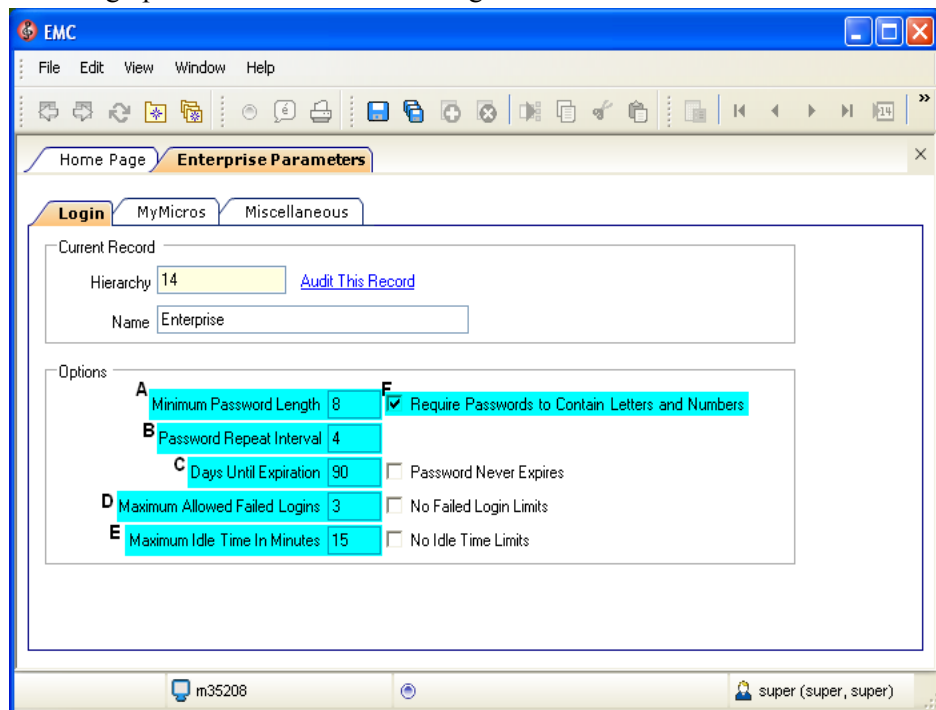 EMC
File Edit View Window Help
14 »
Home Page Enterprise Parameters
Login MyMicros Miscellaneous
Current Record
Hierarchy 14 Audit This Record
Name Enterprise
Options
A Minimum Password Length 8 F Require Passwords to Contain Letters and Numbers
B Password Repeat Interval 4
C Days Until Expiration 90 Password Never Expires
D Maximum Allowed Failed Logins 3 No Failed Login Limits
E Maximum Idle Time In Minutes 15 No Idle Time Limits
m35208 super (super, super)